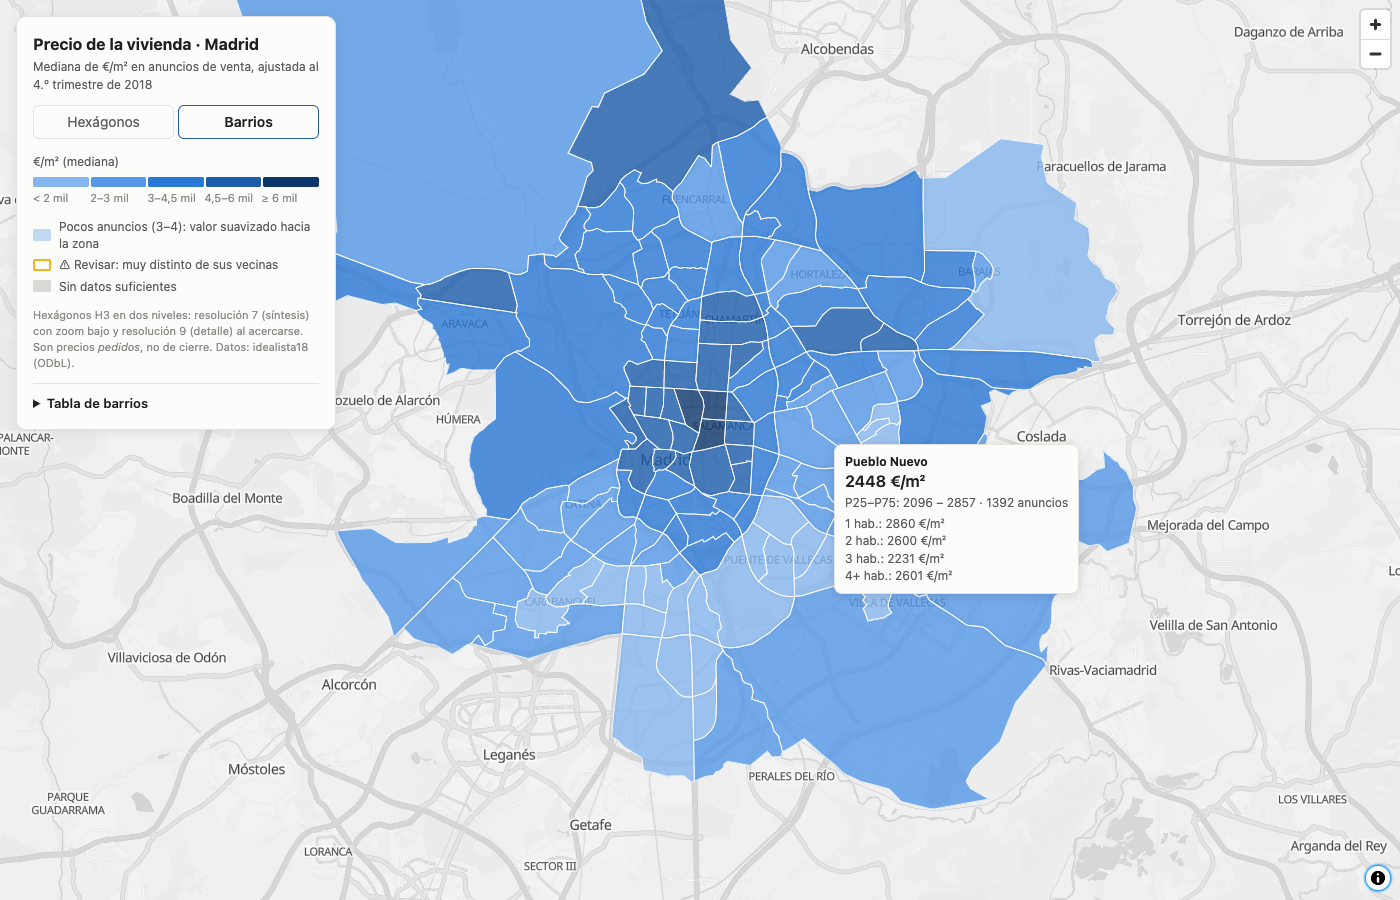 Precio de la vivienda · Madrid
Mediana de €/m² en anuncios de venta, ajustada al
4.º trimestre de 2018
Hexágonos
Barrios
€/m² (mediana)
< 2 mil
2–3 mil
3–4,5 mil
4,5–6 mil
≥ 6 mil
Pocos anuncios (3–4): valor suavizado hacia
la zona
⚠ Revisar: muy distinto de sus vecinas
Sin datos suficientes
Hexágonos H3 en dos niveles: resolución 7 (síntesis)
con zoom bajo y resolución 9 (detalle) al acercarse.
Son precios pedidos, no de cierre. Datos: idealista18
(ODbL).
▶ Tabla de barrios
+
−
Daganzo de Arriba
Alcobendas
Paracuellos de Jarama
FUENCARRAL
HORTALEZA
BARAJAS
ARAVACA
TETUÁN
CHAMARTÍN
Torrejón de Ardoz
HÚMERA
SALAMANCA
Coslada
Madrid
Boadilla del Monte
LATINA
Mejorada del Campo
PUENTE DE VALLECAS
CARABANCHEL
VILLA DE VALLECAS
Velilla de San Antonio
Villaviciosa de Odón
Alcorcón
Rivas-Vaciamadrid
Leganés
Móstoles
PERALES DEL RÍO
PARQUE
GUADARRAMA
LOS VILLARES
Getafe
LORANCA
SECTOR III
Arganda del Rey
Pueblo Nuevo
2448 €/m²
P25–P75: 2096 – 2857 · 1392 anuncios
1 hab.: 2860 €/m²
2 hab.: 2600 €/m²
3 hab.: 2231 €/m²
4+ hab.: 2601 €/m²